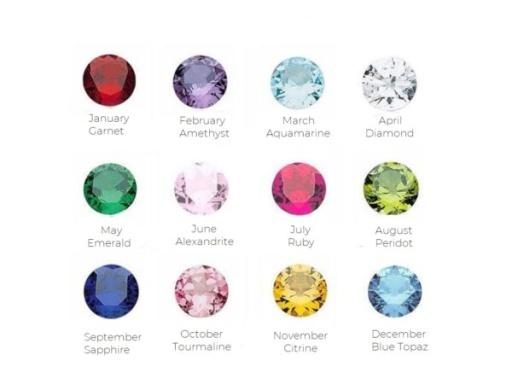 January
Garnet
February
Amethyst
March
Aquamarine
April
Diamond
May
Emerald
June
Alexandrite
July
Ruby
August
Peridot
September
Sapphire
October
Tourmaline
November
Citrine
December
Blue Topaz